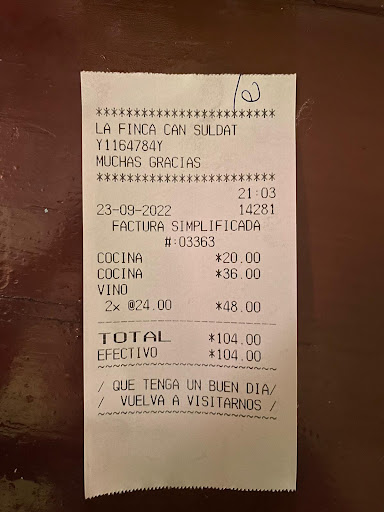 *************************
LA FINCA CAN SULDAT
Y1164784Y
MUCHAS GRACIAS
*************************
21:03
23-09-2022 14281
FACTURA SIMPLIFICADA
#:03363
COCINA *20.00
COCINA *36.00
VINO
2x @24.00 *48.00
TOTAL *104.00
EFECTIVO *104.00
~~~~~~~~~~~~~~~~~~~~~~~~~
/ QUE TENGA UN BUEN DIA/
/ VUELVA A VISITARNOS /
~~~~~~~~~~~~~~~~~~~~~~~~~